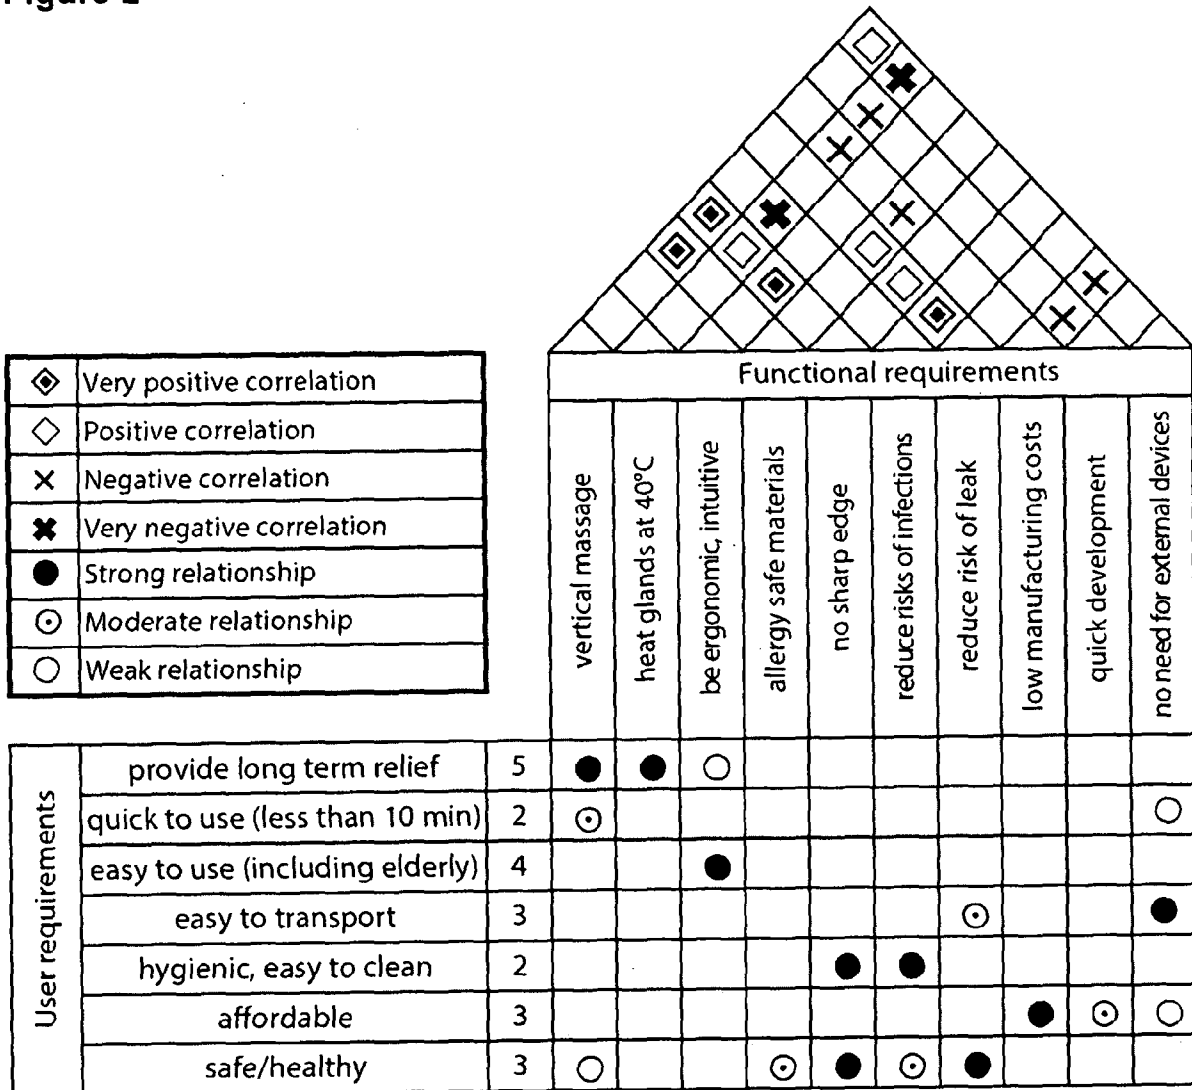 Figure 2
Very positive correlation
Positive correlation
Negative correlation
Very negative correlation
Strong relationship
Moderate relationship
Weak relationship
Functional requirements
vertical massage
heat glands at 40°C
be ergonomic, intuitive
allergy safe materials
no sharp edge
reduce risks of infections
reduce risk of leak
low manufacturing costs
quick development
no need for external devices
User requirements
provide long term relief 5
quick to use (less than 10 min) 2
easy to use (including elderly) 4
easy to transport 3
hygienic, easy to clean 2
affordable 3
safe/healthy 3